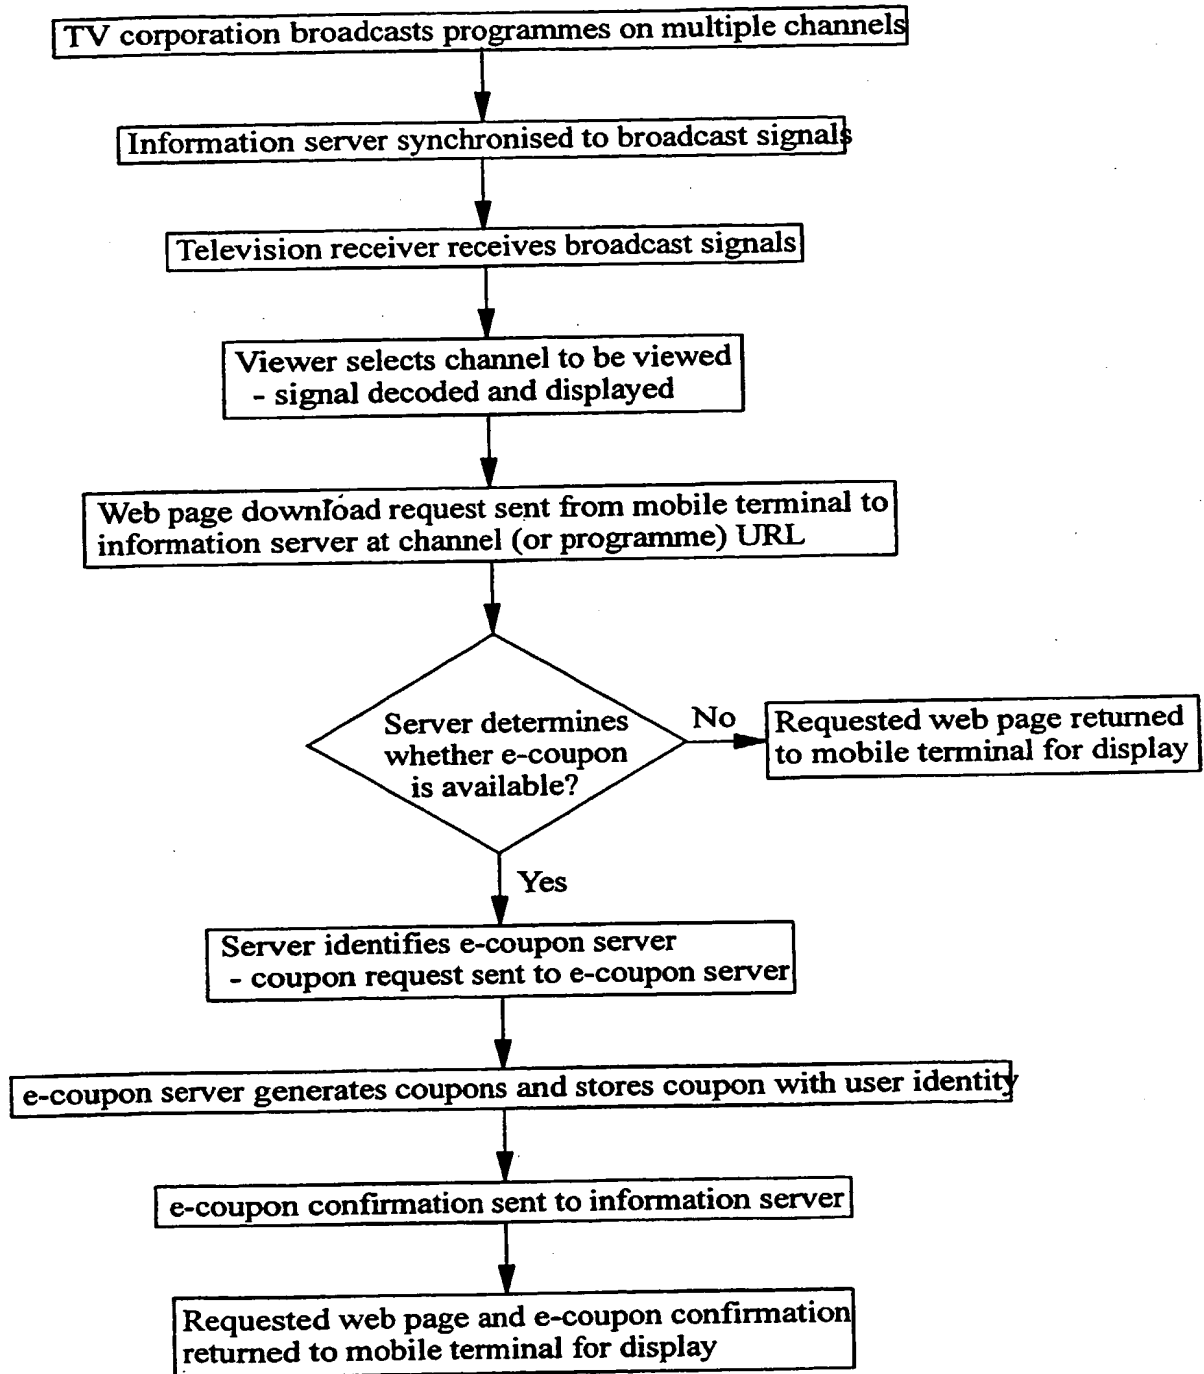 TV corporation broadcasts programmes on multiple channels
Information server synchronised to broadcast signals
Television receiver receives broadcast signals
Viewer selects channel to be viewed
- signal decoded and displayed
Web page download request sent from mobile terminal to
information server at channel (or programme) URL
Server determines
whether e-coupon
is available?
No
Requested web page returned
to mobile terminal for display
Yes
Server identifies e-coupon server
- coupon request sent to e-coupon server
e-coupon server generates coupons and stores coupon with user identity
e-coupon confirmation sent to information server
Requested web page and e-coupon confirmation
returned to mobile terminal for display